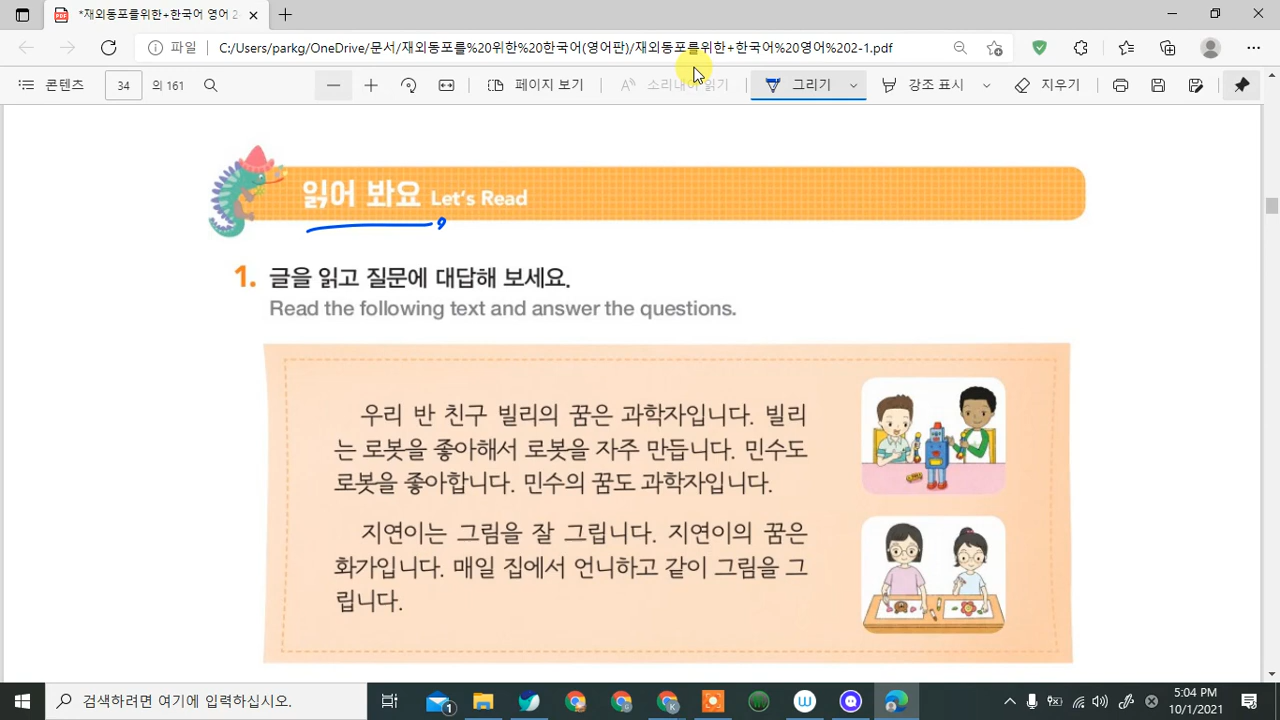 *재외동포를위한+한국어 영어 2
파일
C:/Users/parkg/OneDrive/문서/재외동포를%20위한%20한국어(영어판)/재외동포를위한+한국어%20영어%202-1.pdf
콘텐츠
34
의 161
페이지 보기
소리내어 읽기
그리기
강조 표시
지우기
읽어 봐요 Let's Read
1. 글을 읽고 질문에 대답해 보세요.
Read the following text and answer the questions.
우리 반 친구 빌리의 꿈은 과학자입니다. 빌리
는 로봇을 좋아해서 로봇을 자주 만듭니다. 민수도
로봇을 좋아합니다. 민수의 꿈도 과학자입니다.
지연이는 그림을 잘 그립니다. 지연이의 꿈은
화가입니다. 매일 집에서 언니하고 같이 그림을 그
립니다.
검색하려면 여기에 입력하십시오.
1
5:04 PM
10/1/2021